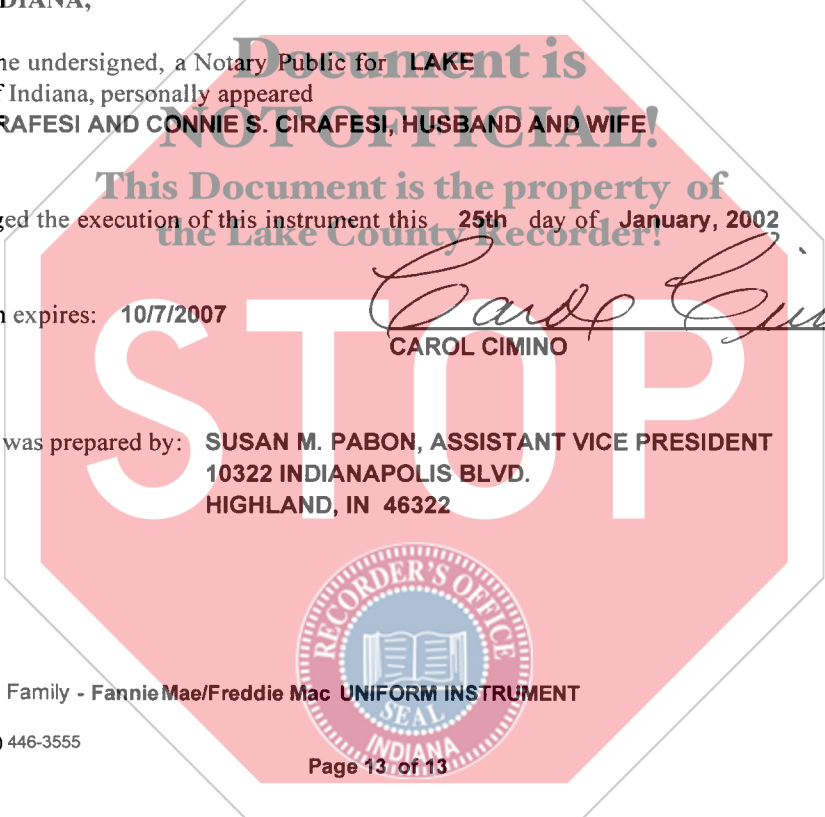 DIANA,
Document is
ne undersigned, a Notary Public for LAKE
f Indiana, personally appeared
NOT OFFICIAL!
RAFESI AND CONNIE S. CIRAFESI, HUSBAND AND WIFE
This Document is the property of
ged the execution of this instrument this 25th day of January, 2002
the Lake County Recorder!
n expires: 10/7/2007
Carol Cimi
CAROL CIMINO
STOP
was prepared by: SUSAN M. PABON, ASSISTANT VICE PRESIDENT
10322 INDIANAPOLIS BLVD.
HIGHLAND, IN 46322
RECORDER'S OFFICE
Family - Fannie Mae/Freddie Mac UNIFORM INSTRUMENT
SEAL
) 446-3555
INDIANA
Page 13 of 13